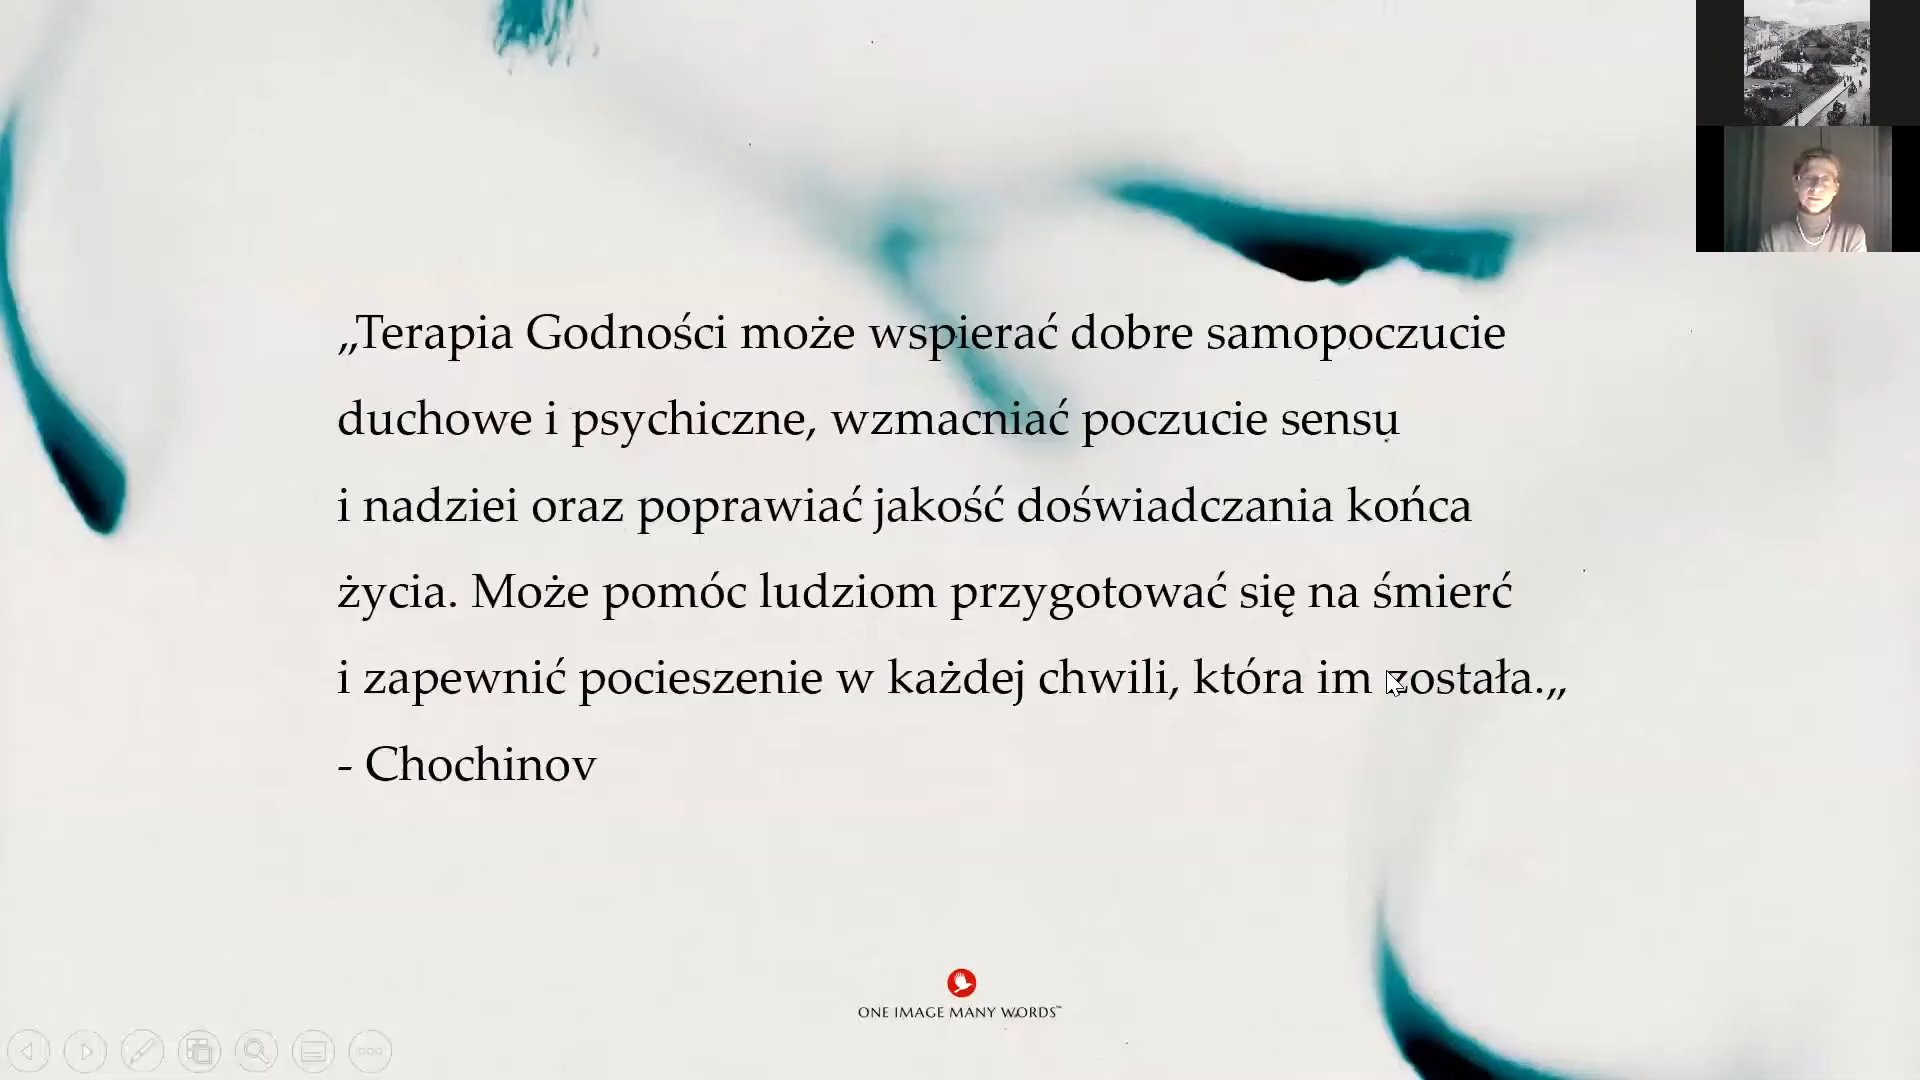 „Terapia Godności może wspierać dobre samopoczucie
duchowe i psychiczne, wzmacniać poczucie sensu
i nadziei oraz poprawiać jakość doświadczania końca
życia. Może pomóc ludziom przygotować się na śmierć
i zapewnić pocieszenie w każdej chwili, która im została.„
- Chochinov
ONE IMAGE MANY WORDS™